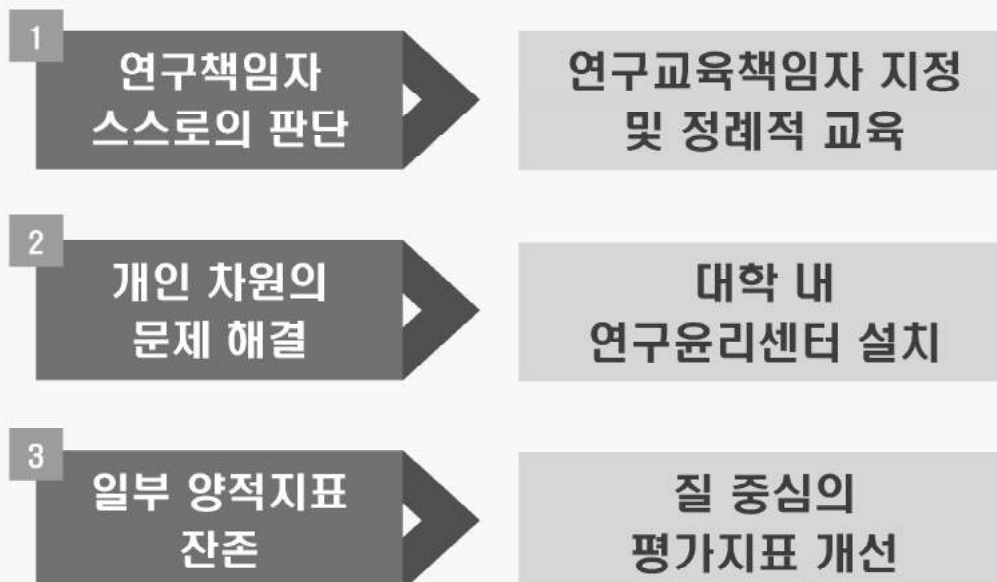 1
연구책임자
스스로의 판단
연구교육책임자 지정
및 정례적 교육
2
개인 차원의
문제 해결
대학 내
연구윤리센터 설치
3
일부 양적지표
잔존
질 중심의
평가지표 개선